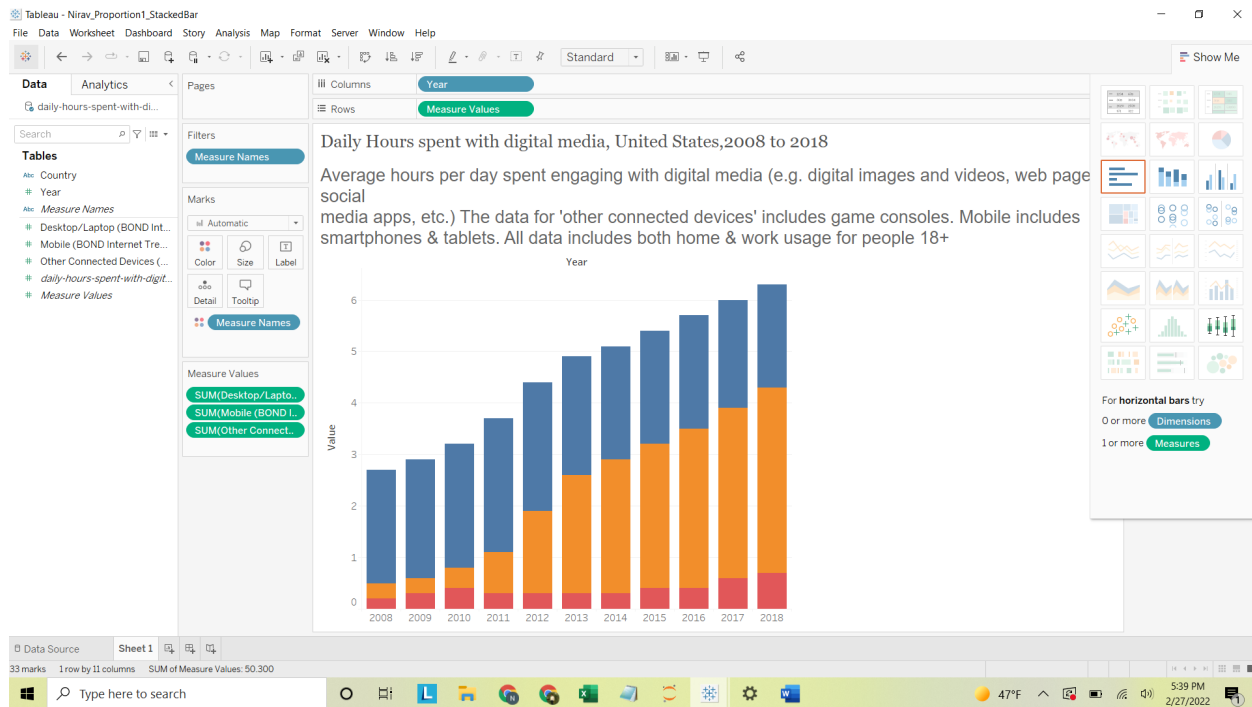 Tableau - Nirav_Proportion1_StackedBar
File Data Worksheet Dashboard Story Analysis Map Format Server Window Help
Standard
Show Me
Data Analytics
daily-hours-spent-with-di...
Search
Tables
Abc Country
# Year
Abc Measure Names
# Desktop/Laptop (BOND Int...
# Mobile (BOND Internet Tre...
# Other Connected Devices (...
# daily-hours-spent-with-digit...
# Measure Values
Pages
Filters
Measure Names
Marks
Automatic
Color Size Label
Detail Tooltip
Measure Names
Measure Values
SUM(Desktop/Lapto..
SUM(Mobile (BOND I..
SUM(Other Connect..
Columns Year
Rows Measure Values
Daily Hours spent with digital media, United States,2008 to 2018
Average hours per day spent engaging with digital media (e.g. digital images and videos, web page
social
media apps, etc.) The data for 'other connected devices' includes game consoles. Mobile includes
smartphones & tablets. All data includes both home & work usage for people 18+
Year
6
5
4
3
2
1
0
Value
2008 2009 2010 2011 2012 2013 2014 2015 2016 2017 2018
For horizontal bars try
0 or more Dimensions
1 or more Measures
Data Source Sheet 1
33 marks 1 row by 11 columns SUM of Measure Values: 50.300
Type here to search
47°F
5:39 PM
2/27/2022
1